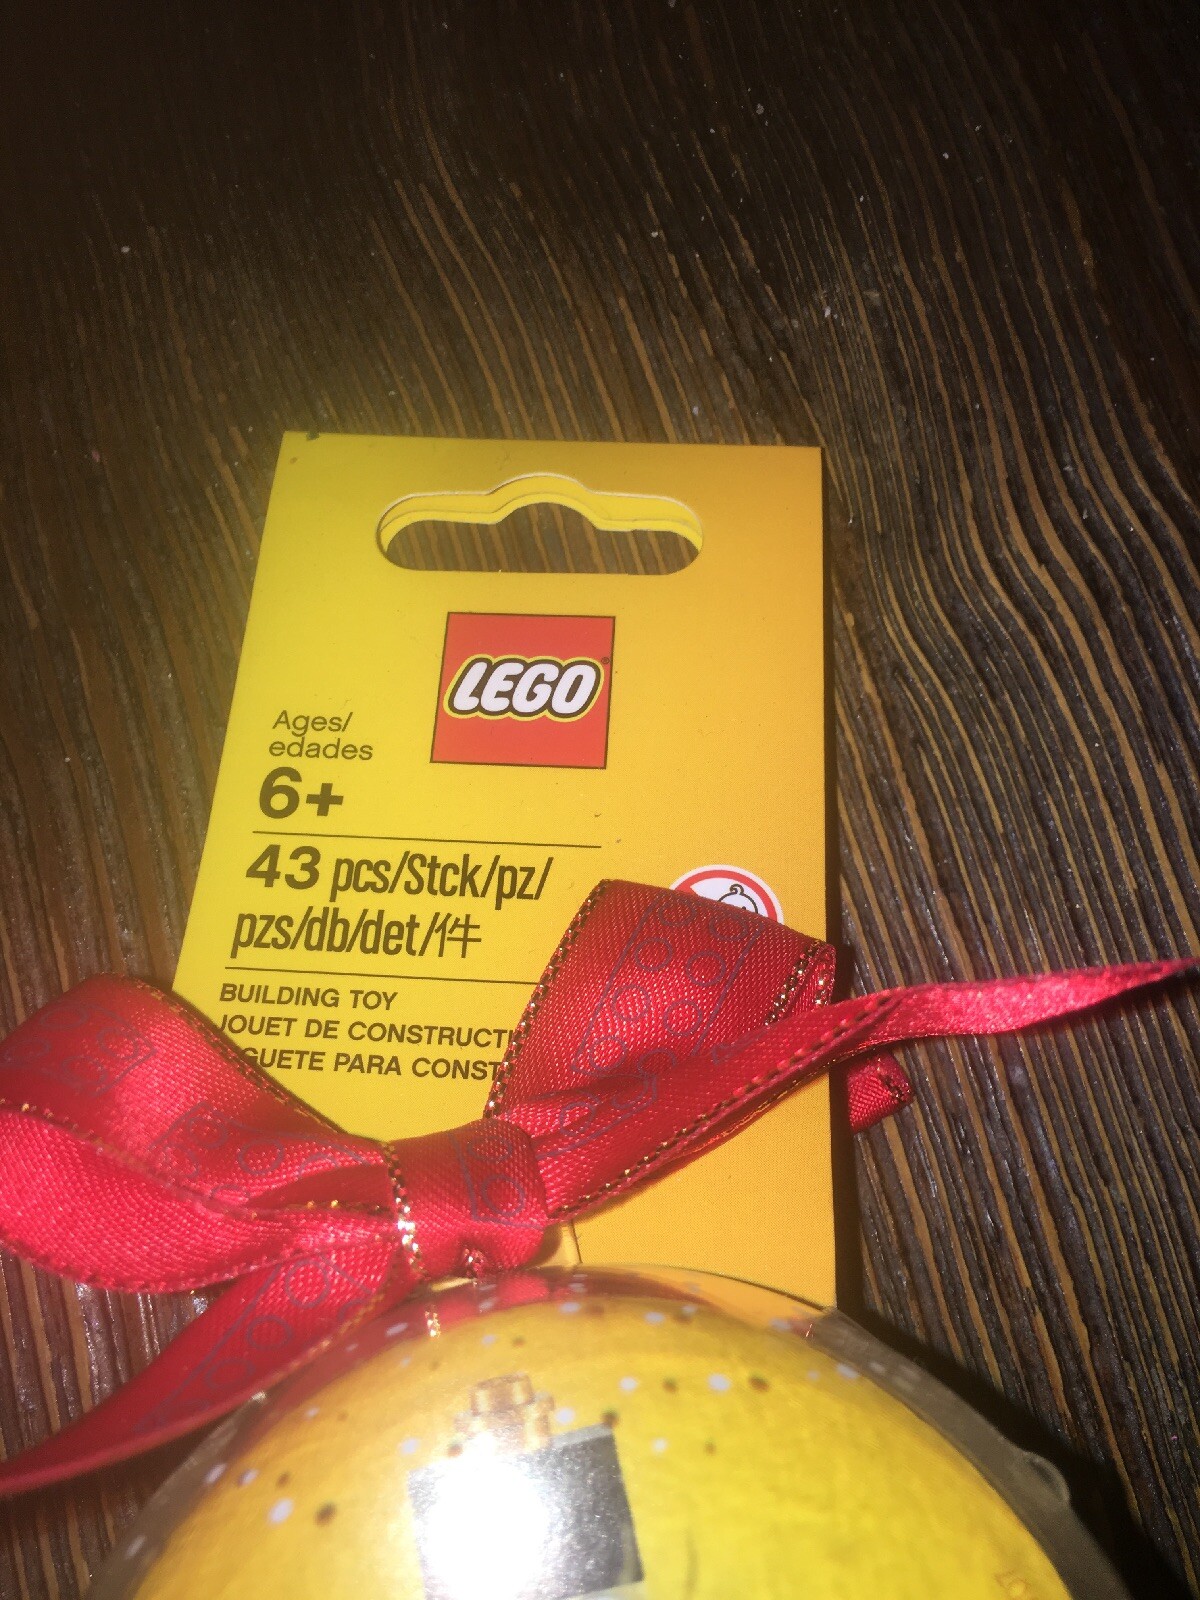 LEGO®
Ages/
edades
6+
43 pcs/Stck/pz/
pzs/db/det/件
BUILDING TOY
JOUET DE CONSTRUCTI
GUETE PARA CONST